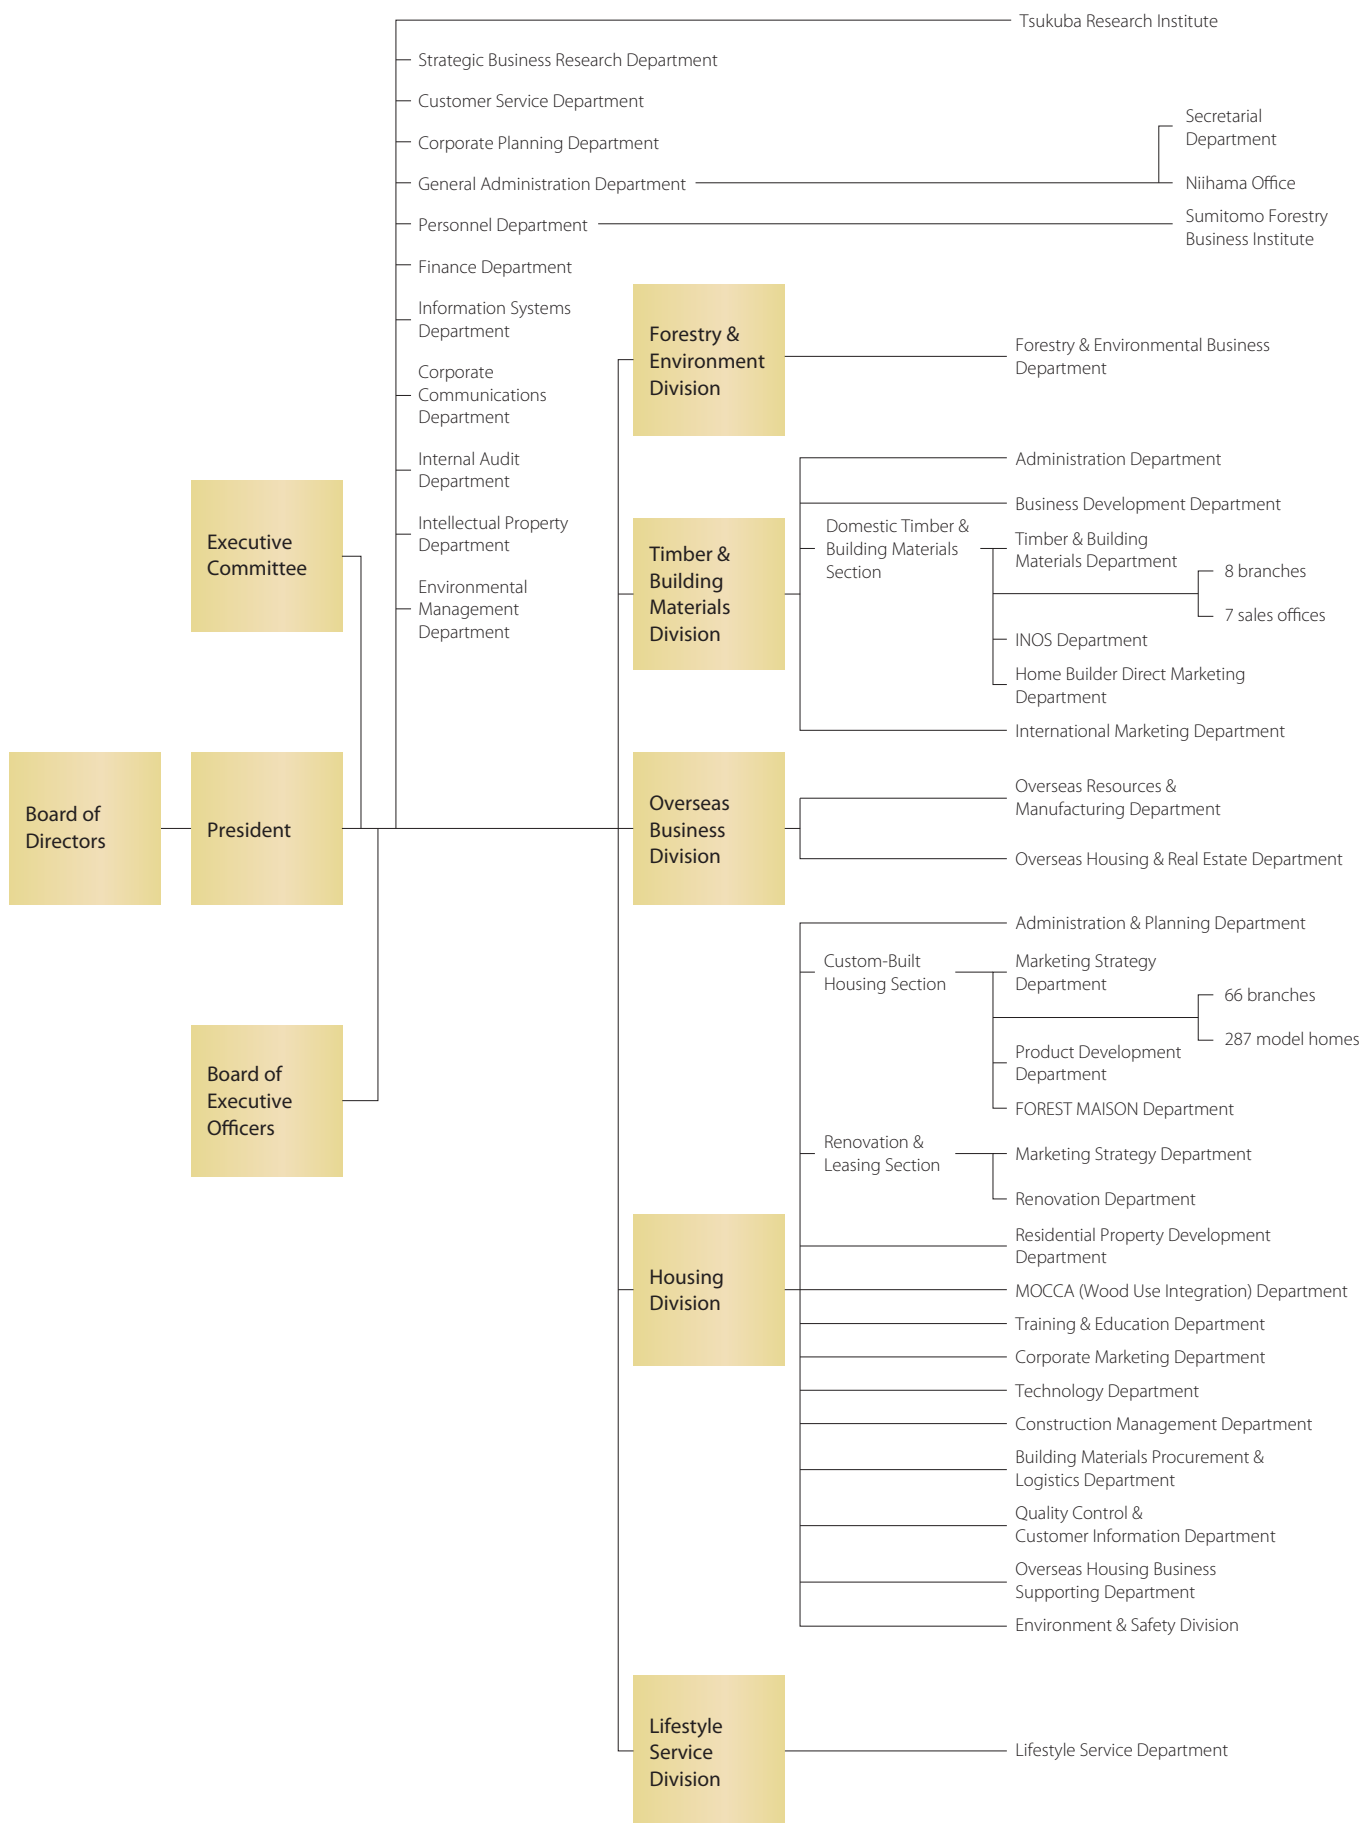 Tsukuba Research Institute
Strategic Business Research Department
Customer Service Department
Corporate Planning Department
General Administration Department
Secretarial
Department
Niihama Office
Personnel Department
Sumitomo Forestry
Business Institute
Finance Department
Information Systems
Department
Corporate
Communications
Department
Internal Audit
Department
Intellectual Property
Department
Environmental
Management
Department
Executive
Committee
Board of
Directors
President
Board of
Executive
Officers
Forestry &
Environment
Division
Forestry & Environmental Business
Department
Timber &
Building
Materials
Division
Administration Department
Business Development Department
Domestic Timber &
Building Materials
Section
Timber & Building
Materials Department
8 branches
7 sales offices
INOS Department
Home Builder Direct Marketing
Department
International Marketing Department
Overseas
Business
Division
Overseas Resources &
Manufacturing Department
Overseas Housing & Real Estate Department
Housing
Division
Administration & Planning Department
Custom-Built
Housing Section
Marketing Strategy
Department
66 branches
287 model homes
Product Development
Department
FOREST MAISON Department
Renovation &
Leasing Section
Marketing Strategy Department
Renovation Department
Residential Property Development
Department
MOCCA (Wood Use Integration) Department
Training & Education Department
Corporate Marketing Department
Technology Department
Construction Management Department
Building Materials Procurement &
Logistics Department
Quality Control &
Customer Information Department
Overseas Housing Business
Supporting Department
Environment & Safety Division
Lifestyle
Service
Division
Lifestyle Service Department